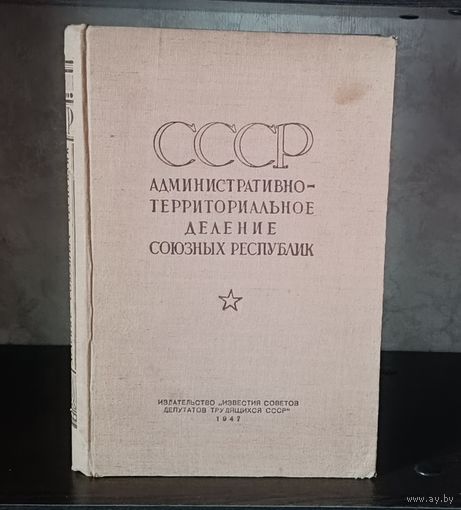 СССР
АДМИНИСТРАТИВНО-
ТЕРРИТОРИАЛЬНОЕ
ДЕЛЕНИЕ
СОЮЗНЫХ РЕСПУБЛИК
ИЗДАТЕЛЬСТВО „ИЗВЕСТИЯ СОВЕТОВ
ДЕПУТАТОВ ТРУДЯЩИХСЯ СССР"
1947
www.ay.by